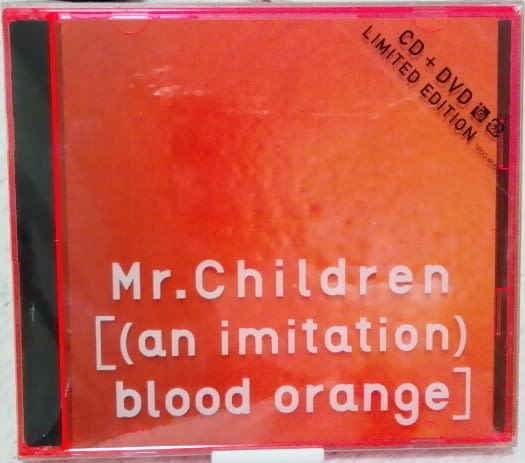 CD + DVD
LIMITED EDITION
Mr.Children
[(an imitation)
blood orange]